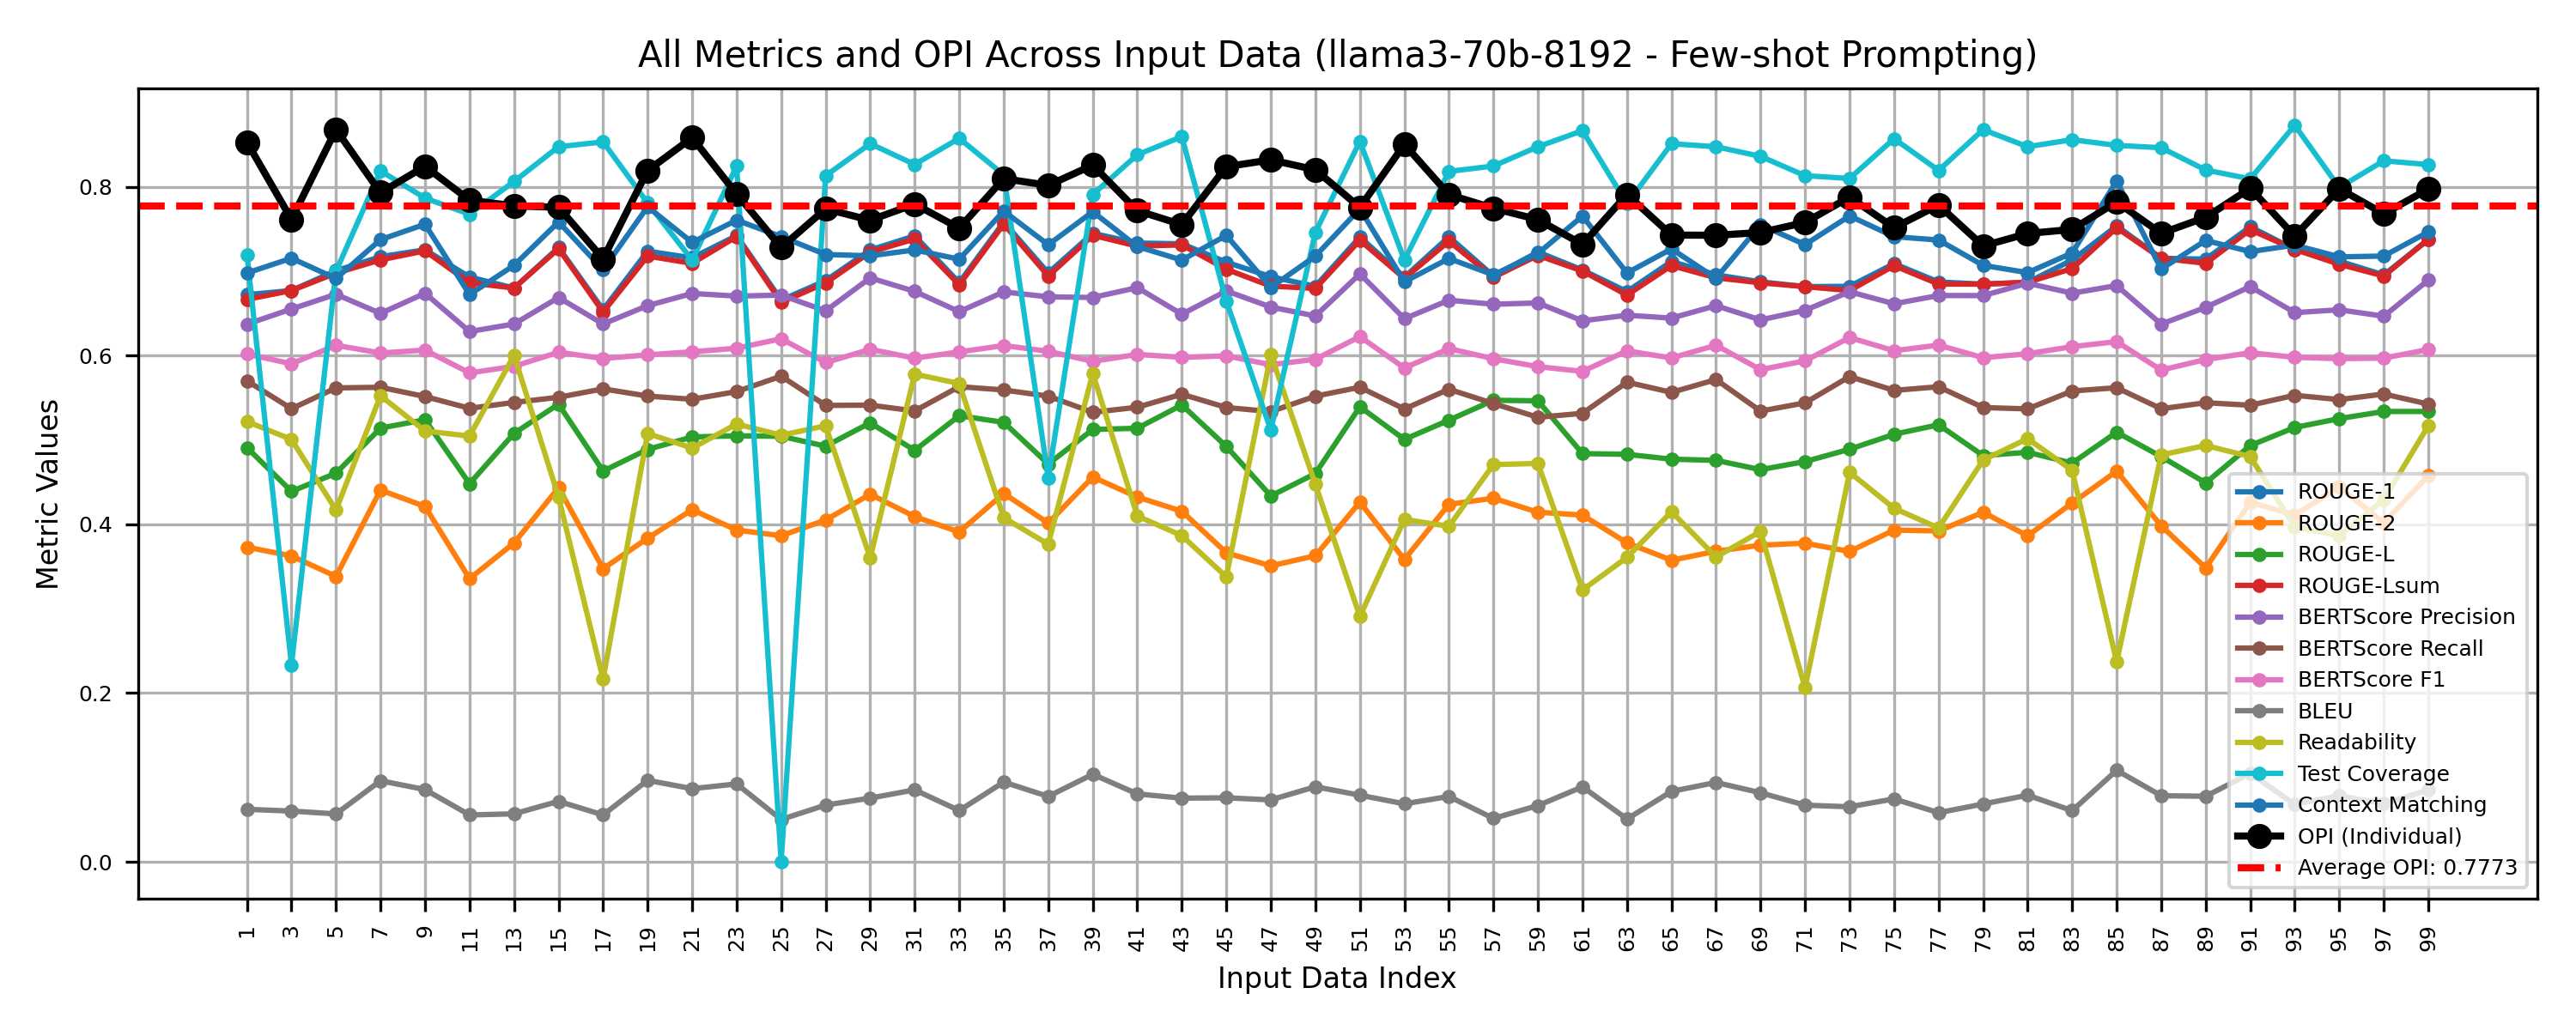 All Metrics and OPI Across Input Data (llama3-70b-8192 - Few-shot Prompting)
Metric Values
0.8
0.6
0.4
0.2
0.0
ROUGE-1
ROUGE-2
ROUGE-L
ROUGE-Lsum
BERTScore Precision
BERTScore Recall
BERTScore F1
BLEU
Readability
Test Coverage
Context Matching
OPI (Individual)
Average OPI: 0.7773
1 3 5 7 9 11 13 15 17 19 21 23 25 27 29 31 33 35 37 39 41 43 45 47 49 51 53 55 57 59 61 63 65 67 69 71 73 75 77 79 81 83 85 87 89 91 93 95 97 99
Input Data Index